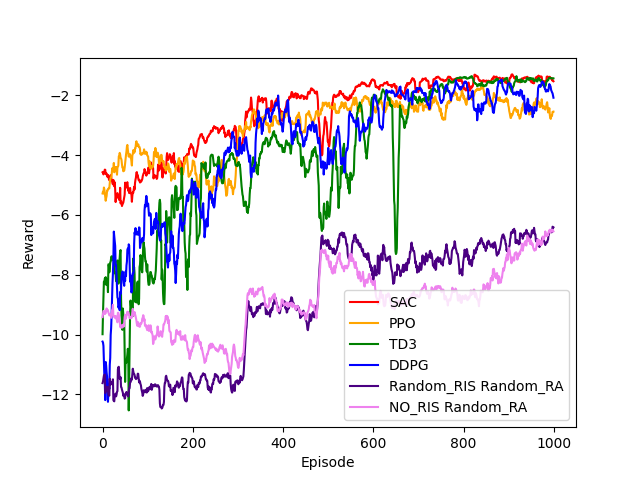 −2
−4
−6
−8
−10
−12
Reward
0
200
400
600
800
1000
Episode
SAC
PPO
TD3
DDPG
Random_RIS Random_RA
NO_RIS Random_RA